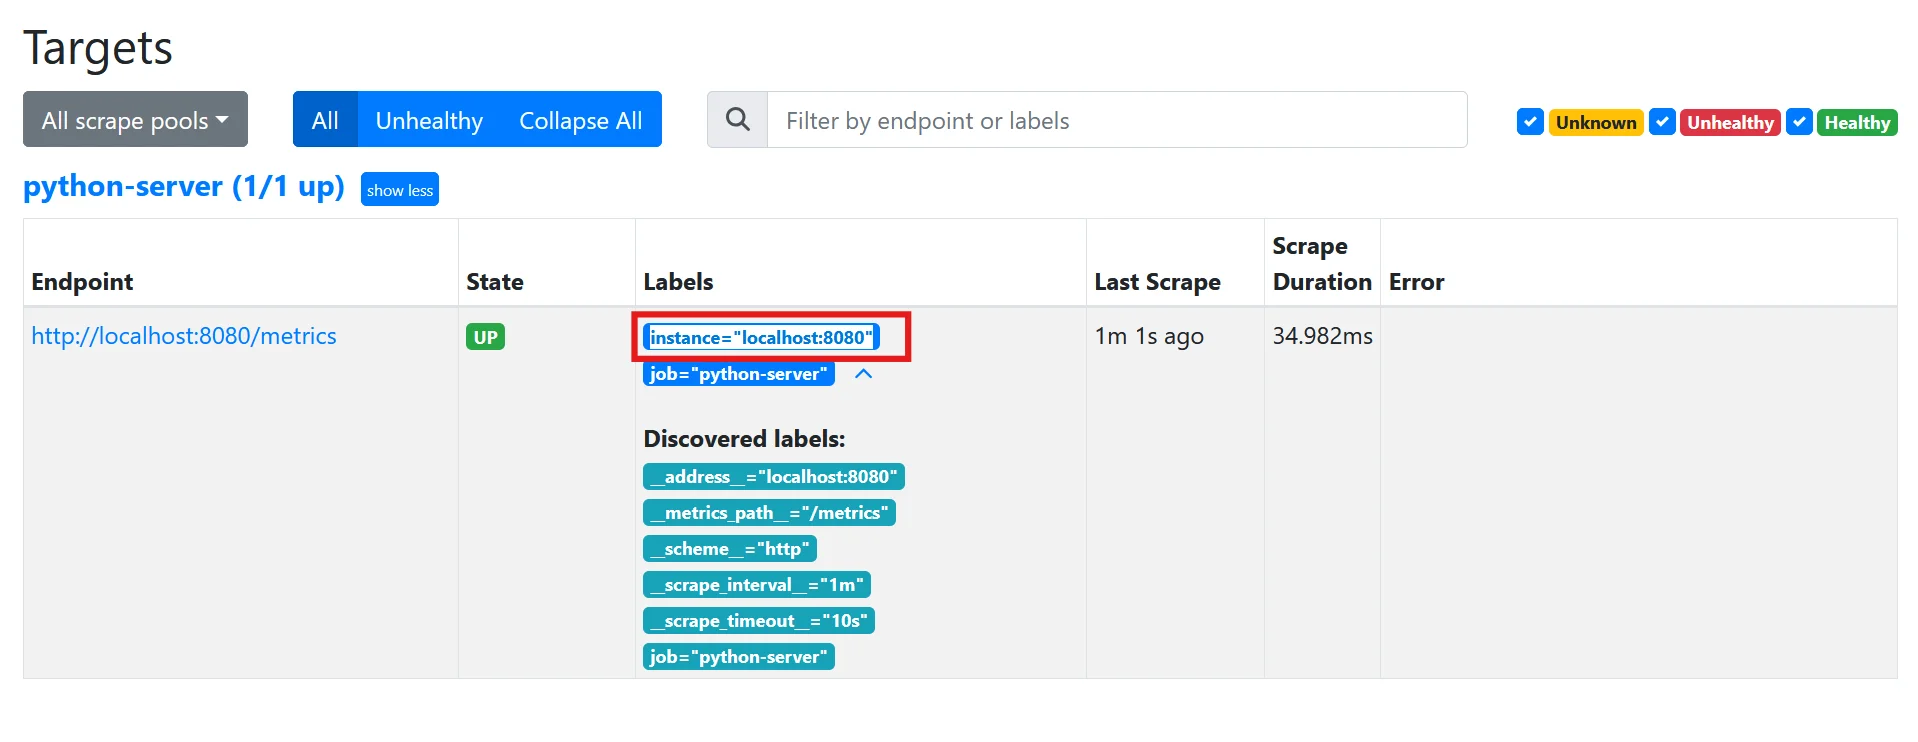 Targets
All scrape pools
All Unhealthy Collapse All
Filter by endpoint or labels
Unknown Unhealthy Healthy
python-server (1/1 up) show less
Endpoint State Labels Last Scrape Scrape Duration Error
http://localhost:8080/metrics UP instance="localhost:8080" 1m 1s ago 34.982ms
job="python-server"
Discovered labels:
__address__="localhost:8080"
__metrics_path__="/metrics"
__scheme__="http"
__scrape_interval__="1m"
__scrape_timeout__="10s"
job="python-server"